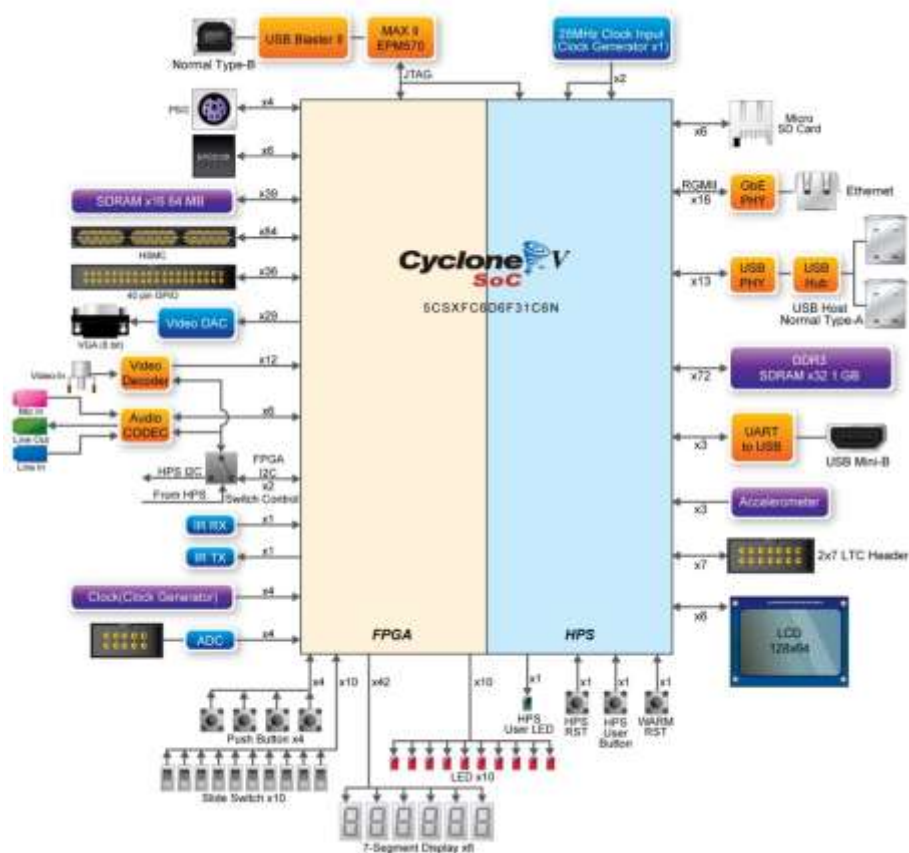 Normal Type-B
USB Blaster II
MAX II
EPM570
25MHz Clock Input
(Clock Generator x1)
JTAG
x2
PS/2
x4
x6
SDRAM x16 64 MB
x39
HSMC
x84
40 pin GPIO
x36
VGA (8 bit)
Video DAC
x29
Video In
Video
Decoder
x12
Mic In
Line Out
Line In
Audio
CODEC
x6
HPS I2C
From HPS
FPGA
I2C
x2
Switch Control
IR RX
x1
IR TX
x1
Clock(Clock Generator)
x4
ADC
x4
Cyclone V
SoC
5CSXFC6D6F31C6N
FPGA
HPS
x6
Micro
SD Card
RGMII
x16
GbE
PHY
Ethernet
x13
USB
PHY
USB
Hub
USB Host
Normal Type-A
x72
DDR3
SDRAM x32 1 GB
x3
UART
to USB
USB Mini-B
x3
Accelerometer
x7
2x7 LTC Header
x6
LCD
128x64
x4
x10
x42
x10
x1
x1
x1
x1
Push Button x4
Slide Switch x10
7-Segment Display x6
LED x10
HPS
User LED
HPS
RST
HPS
User
Button
WARM
RST